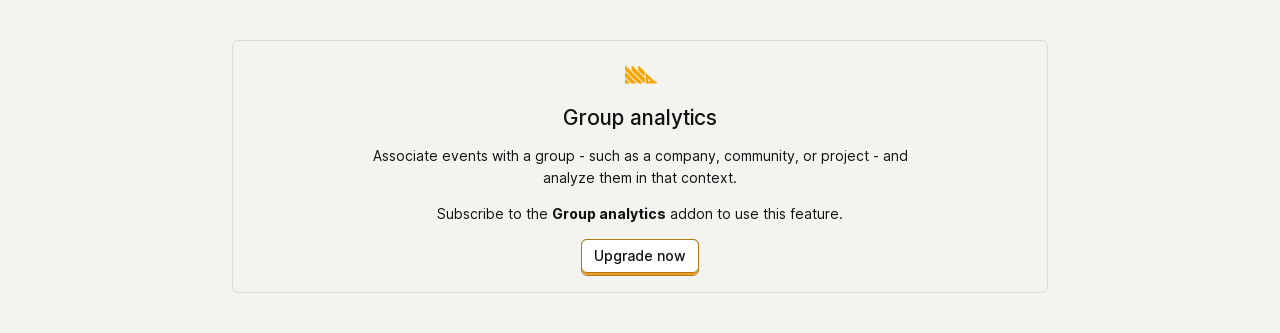 Group analytics
Associate events with a group - such as a company, community, or project - and
analyze them in that context.
Subscribe to the Group analytics addon to use this feature.
Upgrade now